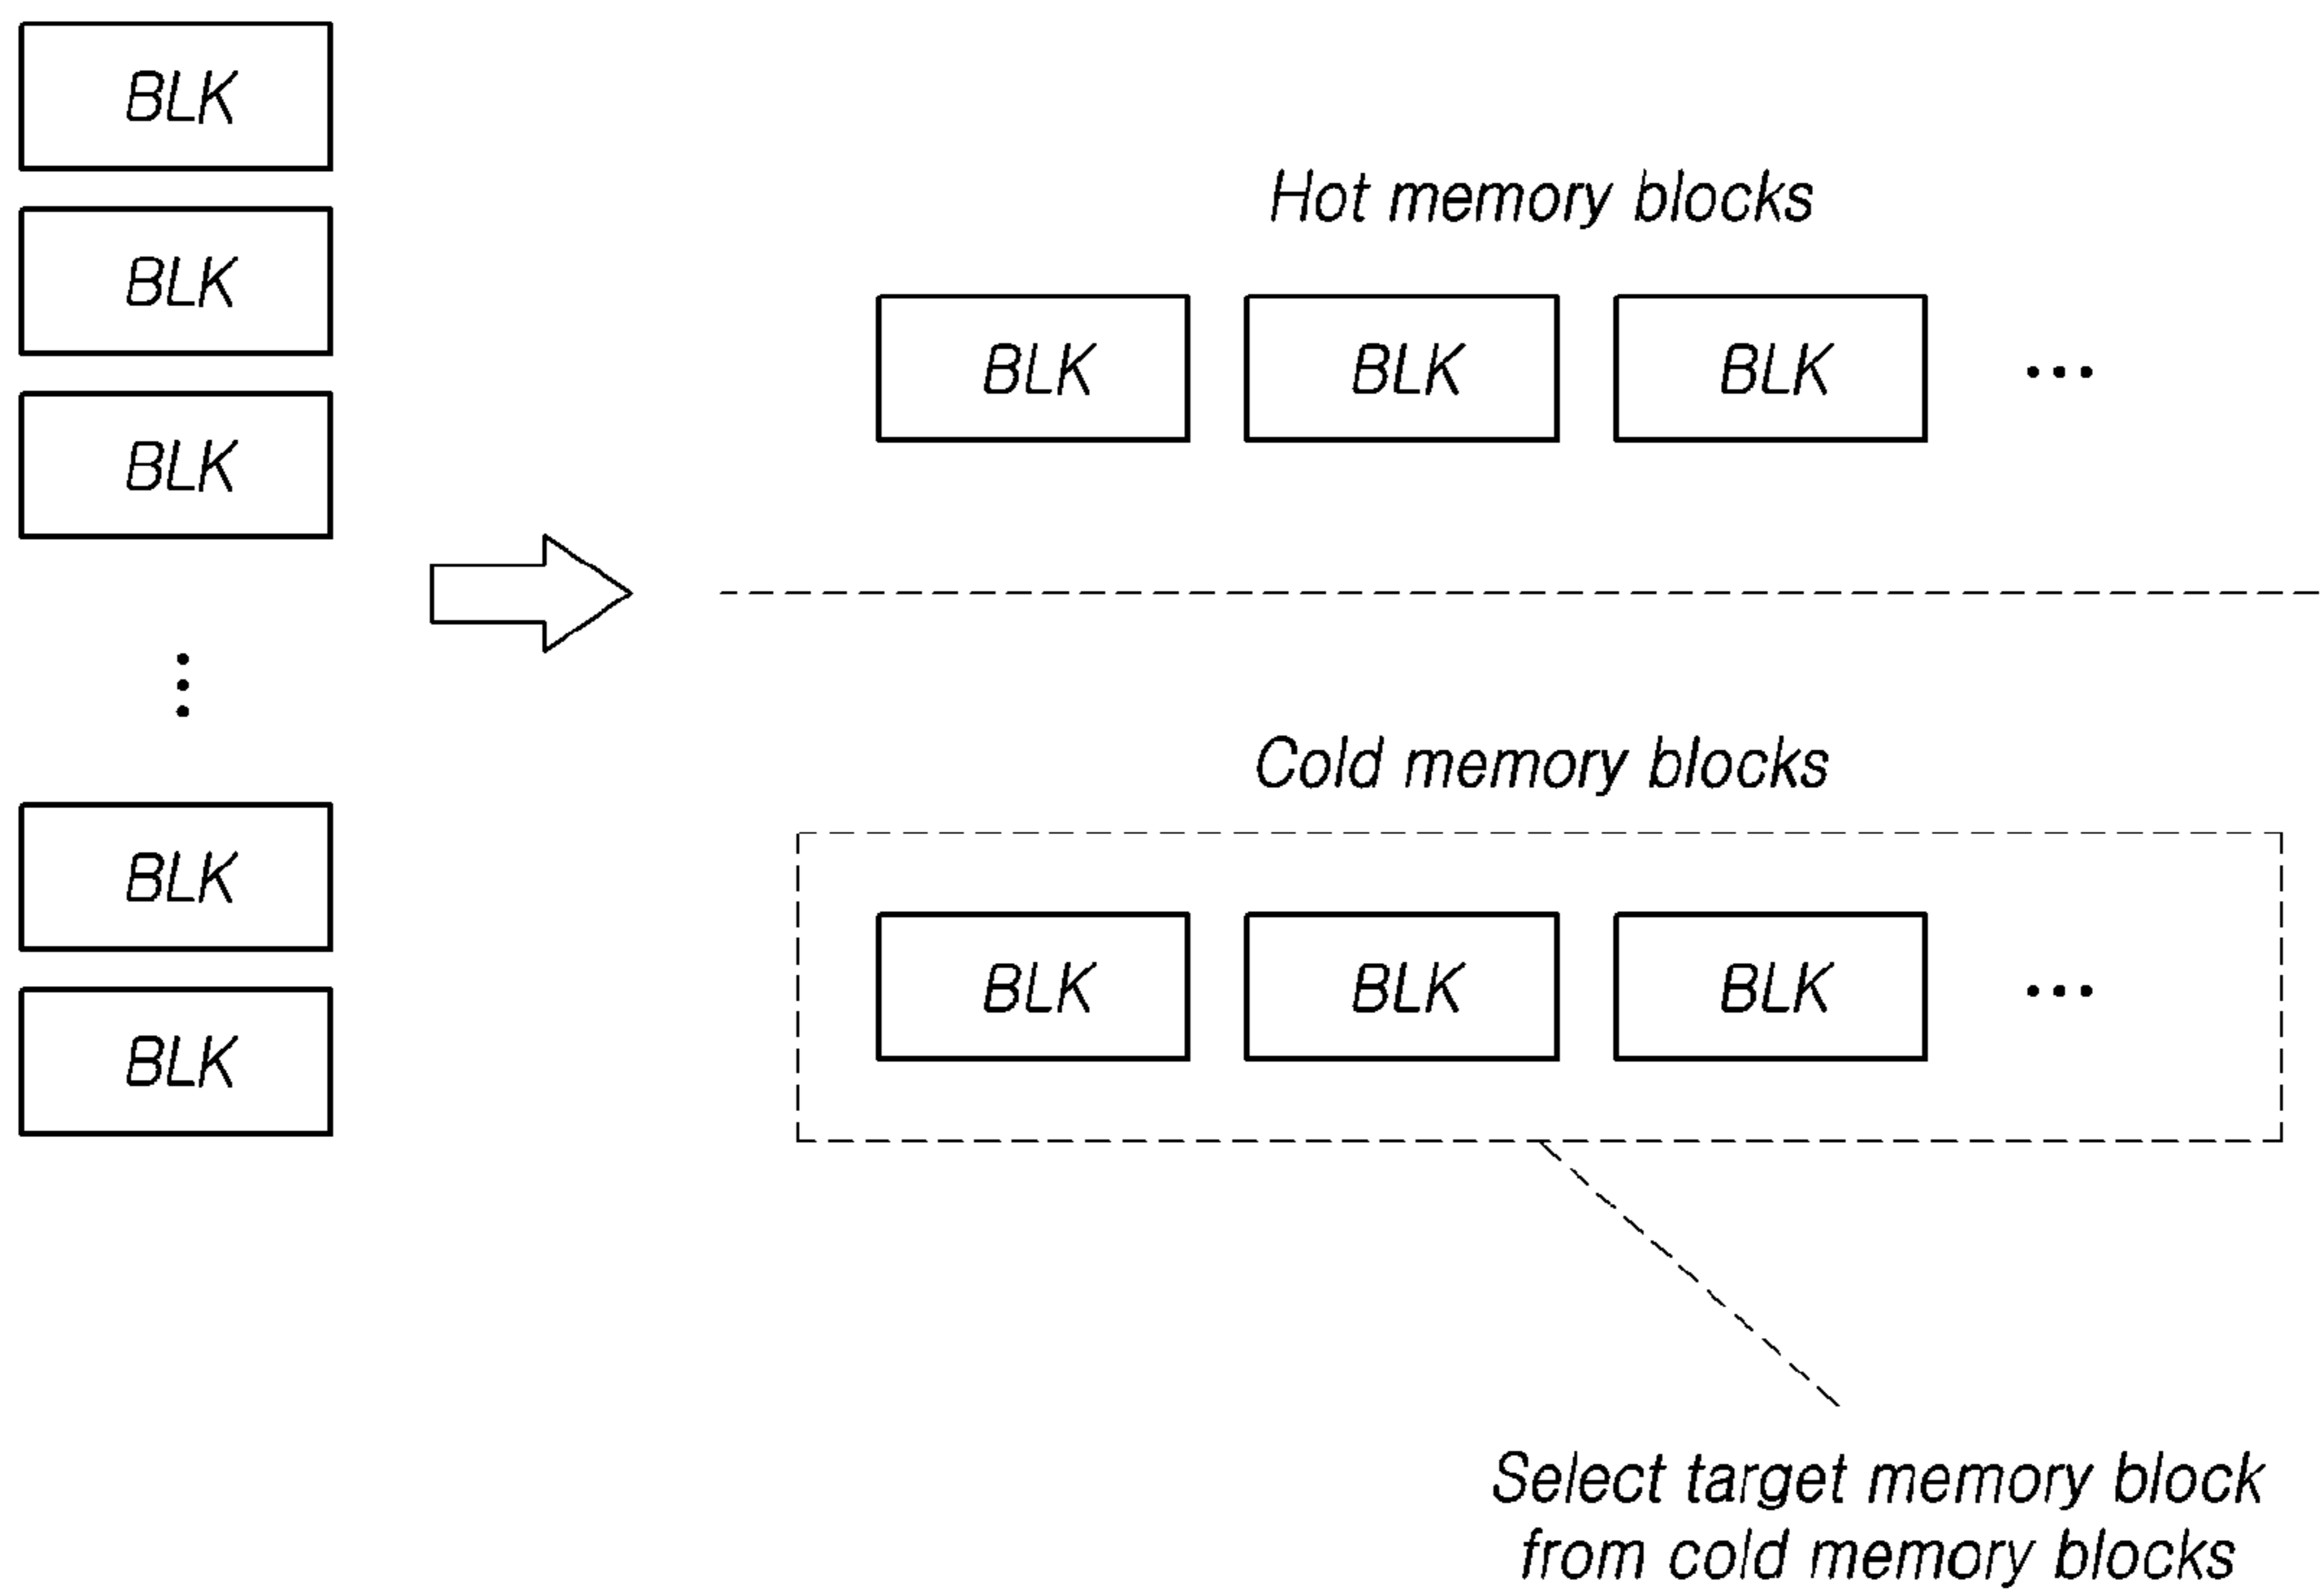 BLK
BLK
BLK
BLK
BLK
Hot memory blocks
BLK BLK BLK ...
Cold memory blocks
BLK BLK BLK ...
Select target memory block
from cold memory blocks